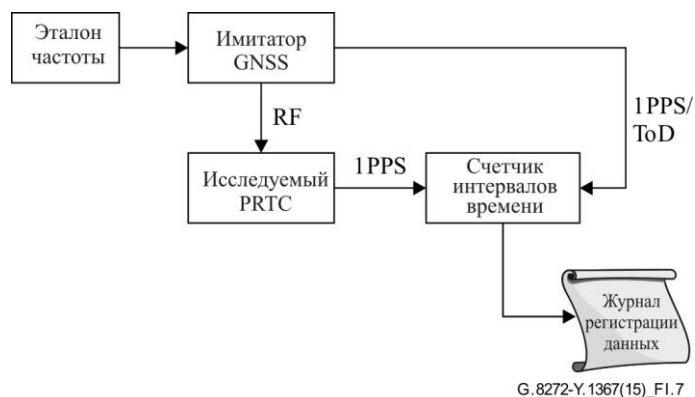 Эталон
частоты
Имитатор
GNSS
RF
1PPS/
ToD
Исследуемый
PRTC
1PPS
Счетчик
интервалов
времени
Журнал
регистрации
данных
G.8272-Y.1367(15)_FI.7